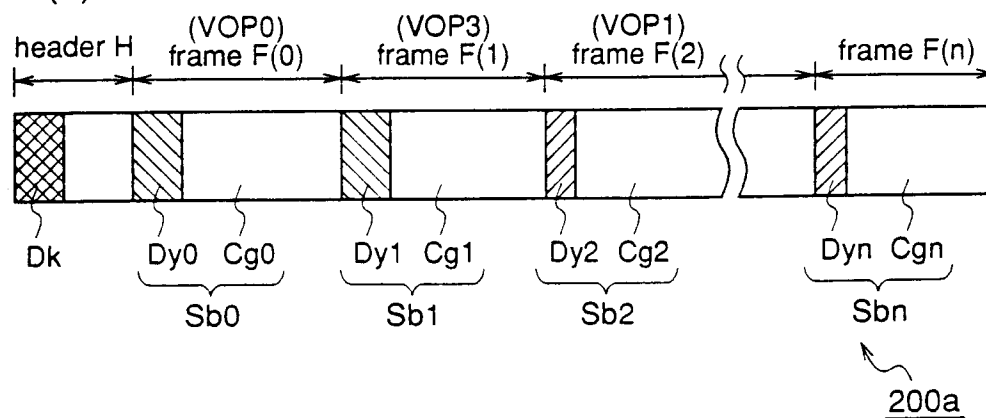 (VOP0) (VOP3) (VOP1)
header H frame F(0) frame F(1) frame F(2) frame F(n)
Dk Dy0 Cg0 Dy1 Cg1 Dy2 Cg2 Dyn Cgn
Sb0 Sb1 Sb2 Sbn
200a